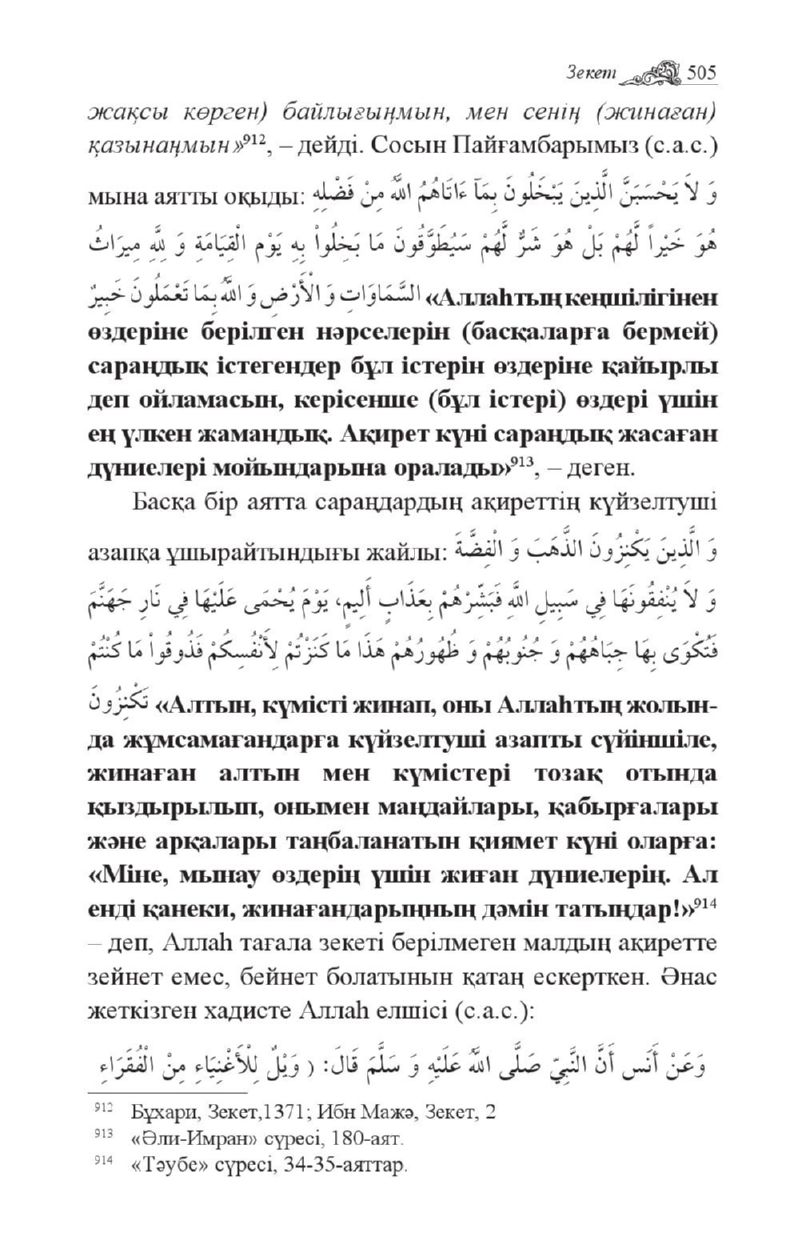 Зекет 505
жақсы көрген) байлығыңмын, мен сенің (жинаған)
қазынаңмын»⁹¹², – дейді. Сосын Пайғамбарымыз (с.а.с.)
мына аятты оқыды: وَ لَا يَحْسَبَنَّ الَّذِينَ يَبْخَلُونَ بِمَآ ءَاتَاهُمُ اللهُ مِنْ فَضْلِهِ
هُوَ خَيْراً لَهُمْ بَلْ هُوَ شَرٌّ لَهُمْ سَيُطَوَّقُونَ مَا بَخِلُواْ بِهِ يَوْمِ الْقِيَامَةِ وَ لِلَّهِ مِيرَاثُ
السَّمَاوَاتِ وَ الْأَرْضِ وَ اللهُ بِمَا تَعْمَلُونَ خَبِيرٌ «Аллаһтың кеңшілігінен
өздеріне берілген нәрселерін (басқаларға бермей)
сараңдық істегендер бұл істерін өздеріне қайырлы
деп ойламасын, керісенше (бұл істері) өздері үшін
ең үлкен жамандық. Ақирет күні сараңдық жасаған
дүниелері мойындарына оралады»⁹¹³, – деген.
Басқа бір аятта сараңдардың ақиреттің күйзелтуші
азапқа ұшырайтындығы жайлы: وَ الَّذِينَ يَكْنِزُونَ الذَّهَبَ وَ الْفِضَّةَ
وَ لَا يُنْفِقُونَهَا فِي سَبِيلِ اللهِ فَبَشِّرْهُمْ بِعَذَابٍ أَلِيمٍ، يَوْمَ يُحْمَى عَلَيْهَا فِي نَارِ جَهَنَّمَ
فَتُكْوَى بِهَا جِبَاهُهُمْ وَ جُنُوبُهُمْ وَ ظُهُورُهُمْ هَذَا مَا كَنَزْتُمْ لِأَنْفُسِكُمْ فَذُوقُواْ مَا كُنْتُمْ
تَكْنِزُونَ «Алтын, күмісті жинап, оны Аллаһтың жолын-
да жұмсамағандарға күйзелтуші азапты сүйіншіле,
жинаған алтын мен күмістері тозақ отында
қыздырылып, онымен маңдайлары, қабырғалары
және арқалары таңбаланатын қиямет күні оларға:
«Міне, мынау өздерің үшін жиған дүниелерің. Ал
енді қанеки, жинағандарыңның дәмін татыңдар!»⁹¹⁴
– деп, Аллаһ тағала зекеті берілмеген малдың ақиретте
зейнет емес, бейнет болатынын қатаң ескерткен. Әнас
жеткізген хадисте Аллаһ елшісі (с.а.с.):
وَعَنْ أَنَسٍ أَنَّ النَّبِيَّ صَلَّى اللهُ عَلَيْهِ وَ سَلَّمَ قَالَ: ( وَيْلٌ لِلْأَغْنِيَاءِ مِنَ الْفُقَرَاءِ
⁹¹² Бұхари, Зекет,1371; Ибн Мажә, Зекет, 2
⁹¹³ «Әли-Имран» сүресі, 180-аят.
⁹¹⁴ «Тәубе» сүресі, 34-35-аяттар.